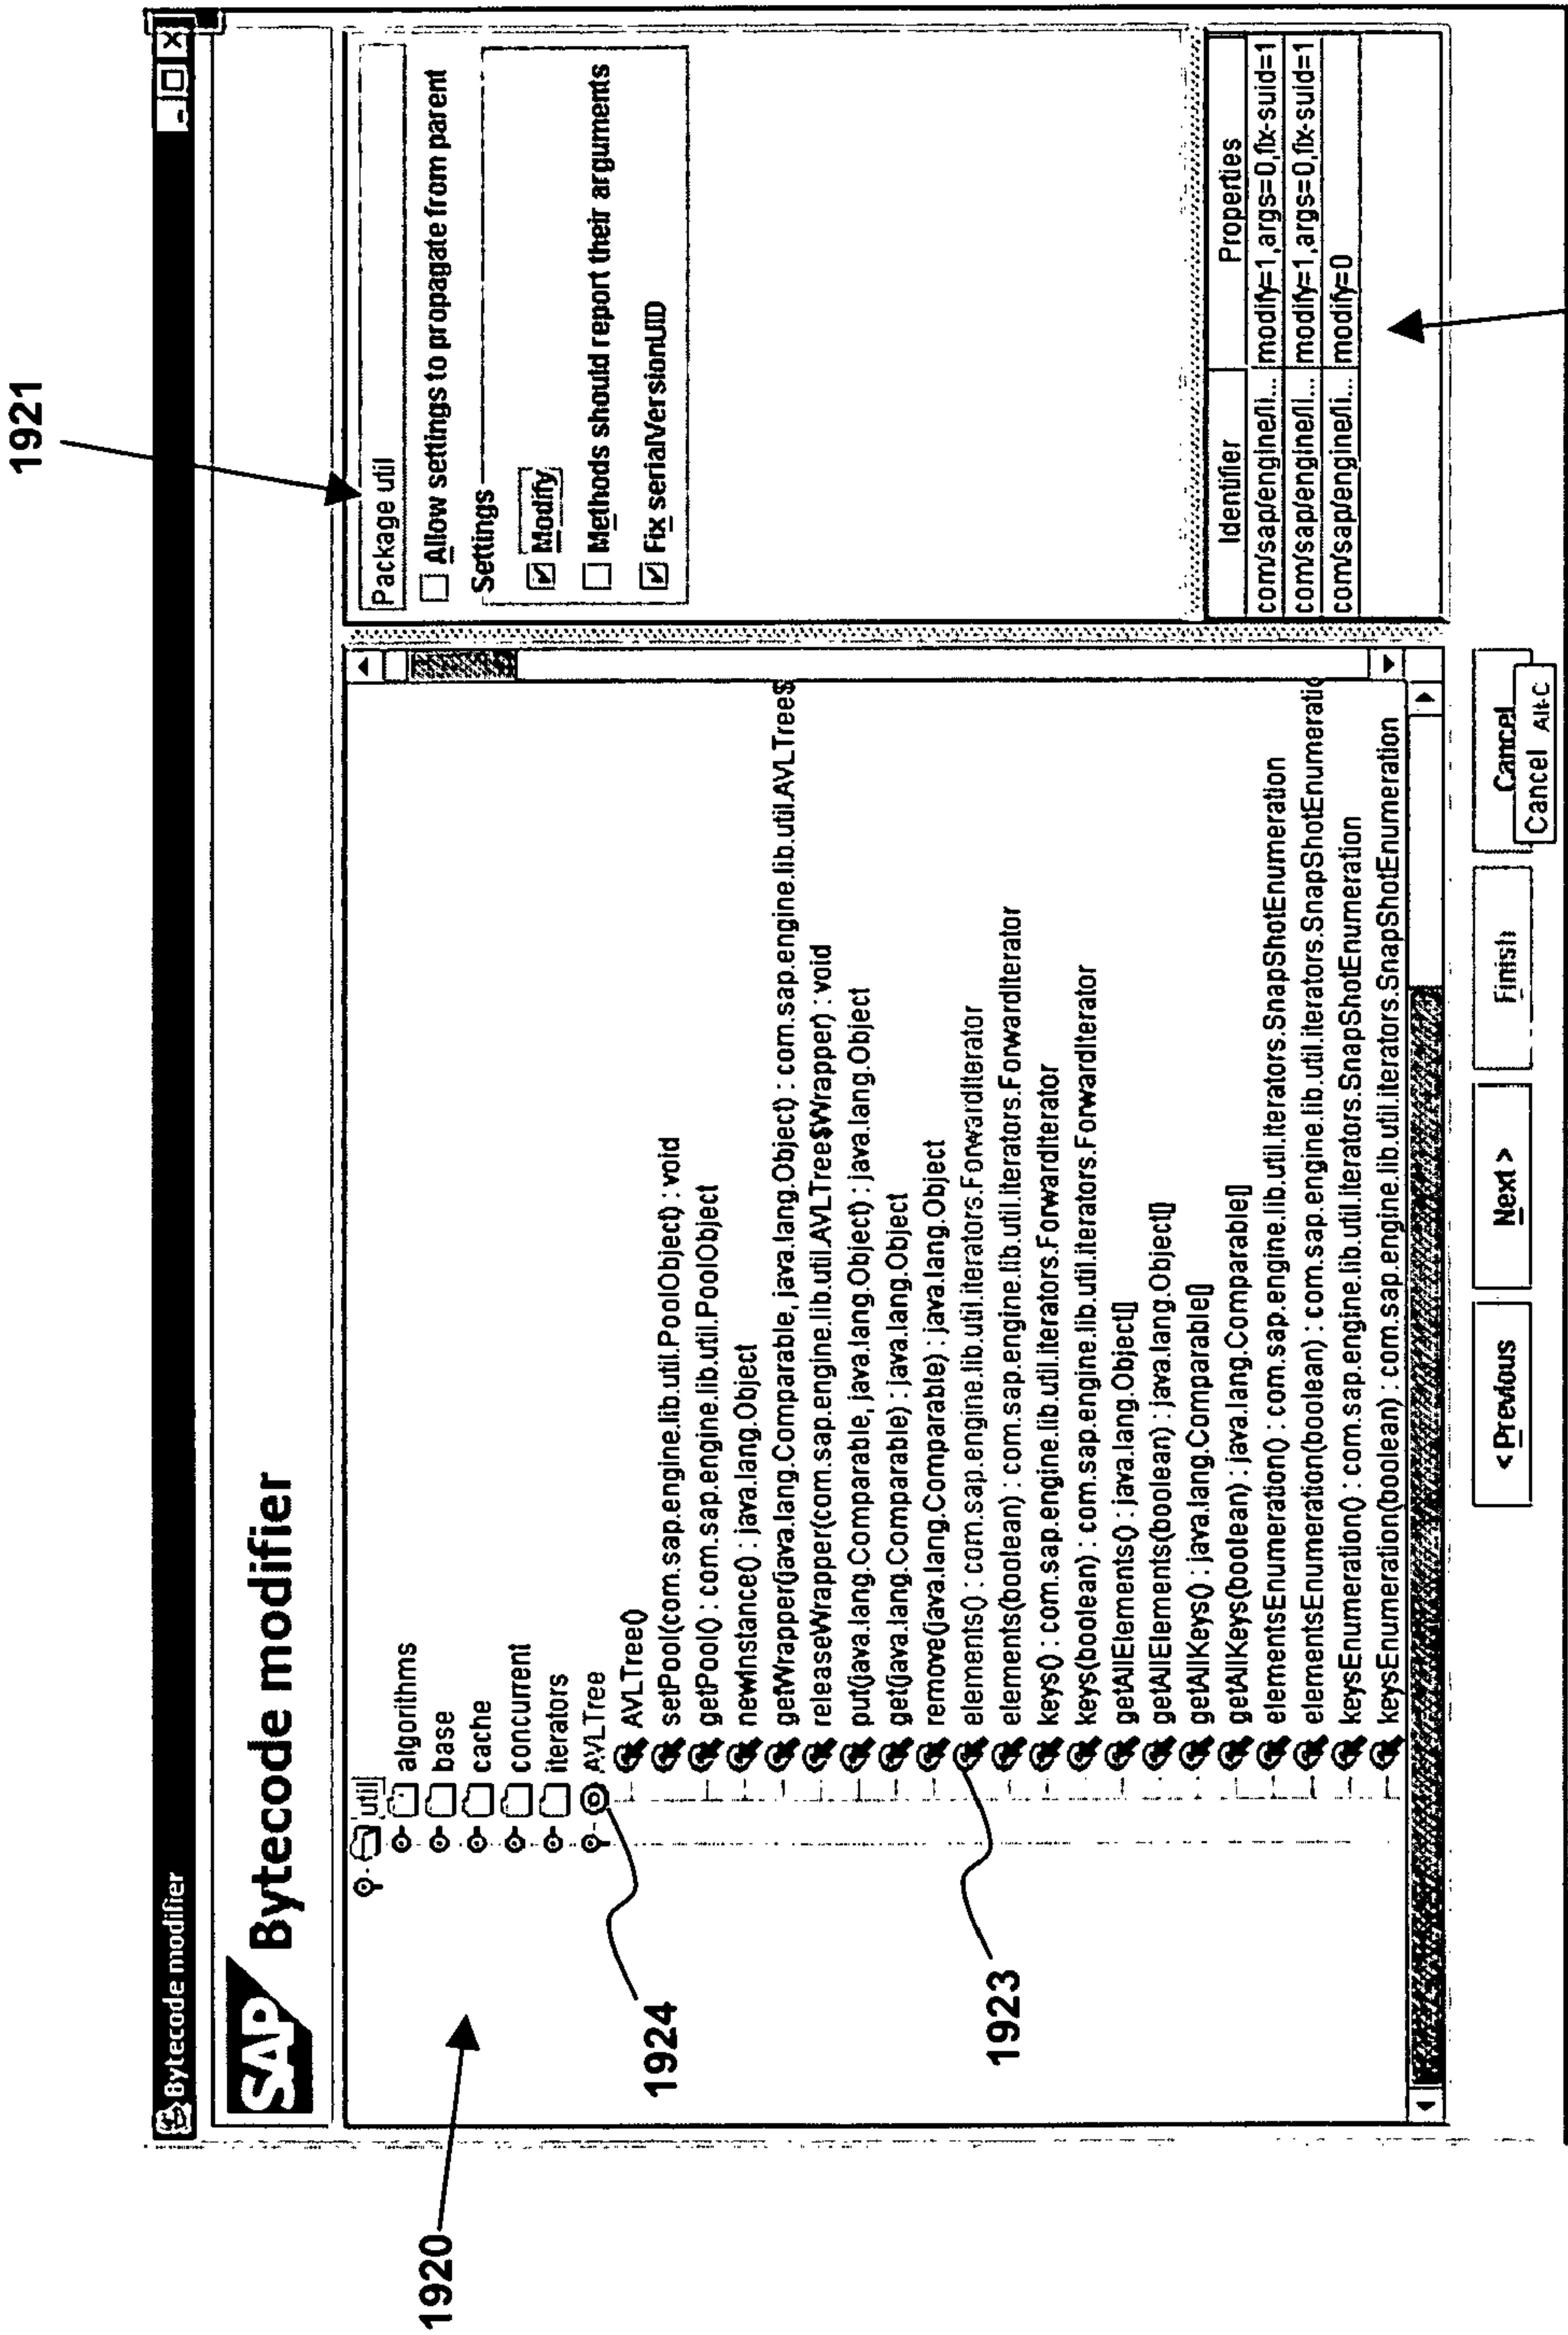 1921
Bytecode modifier
SAP Bytecode modifier
util
algorithms
base
cache
concurrent
iterators
AVLTree
AVLTree()
setPool(com.sap.engine.lib.util.PoolObject) : void
getPool() : com.sap.engine.lib.util.PoolObject
newInstance() : java.lang.Object
getWrapper(java.lang.Comparable, java.lang.Object) : com.sap.engine.lib.util.AVLTree$
releaseWrapper(com.sap.engine.lib.util.AVLTree$Wrapper) : void
put(java.lang.Comparable, java.lang.Object) : java.lang.Object
get(java.lang.Comparable) : java.lang.Object
remove(java.lang.Comparable) : java.lang.Object
elements() : com.sap.engine.lib.util.iterators.ForwardIterator
elements(boolean) : com.sap.engine.lib.util.iterators.ForwardIterator
keys() : com.sap.engine.lib.util.iterators.ForwardIterator
keys(boolean) : com.sap.engine.lib.util.iterators.ForwardIterator
getAllElements() : java.lang.Object[]
getAllElements(boolean) : java.lang.Object[]
getAllKeys() : java.lang.Comparable[]
getAllKeys(boolean) : java.lang.Comparable[]
elementsEnumeration() : com.sap.engine.lib.util.iterators.SnapShotEnumeration
elementsEnumeration(boolean) : com.sap.engine.lib.util.iterators.SnapShotEnumeratio
keysEnumeration() : com.sap.engine.lib.util.iterators.SnapShotEnumeration
keysEnumeration(boolean) : com.sap.engine.lib.util.iterators.SnapShotEnumeration
Package util
Allow settings to propagate from parent
Settings
Modify
Methods should report their arguments
Fix serialVersionUID
Identifier Properties
com/sap/engine/li... modify=1,args=0,fix-suid=1
com/sap/engine/li... modify=1,args=0,fix-suid=1
com/sap/engine/li... modify=0
< Previous Next > Finish Cancel
Cancel Alt-C
1920
1924
1923